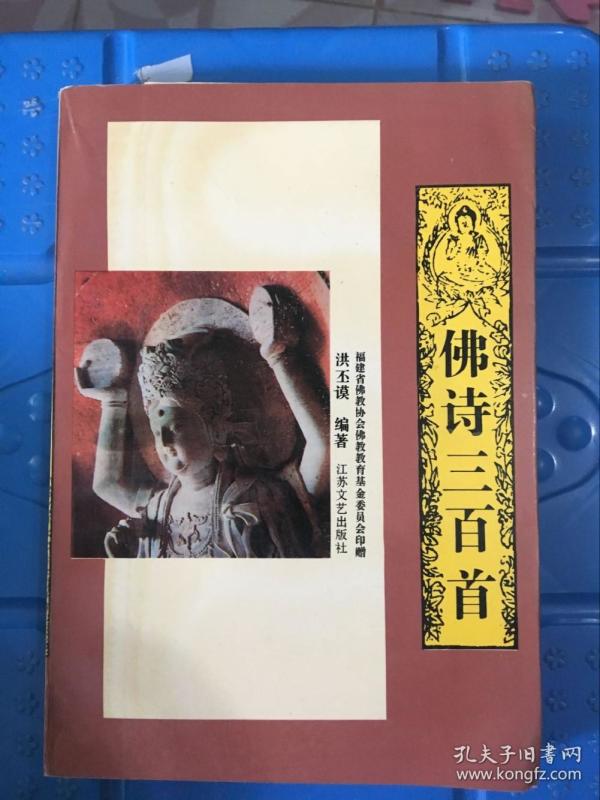 佛诗三百首
福建省佛教协会佛教教育基金委员会印赠
洪丕谟 编著 江苏文艺出版社
孔夫子旧书网
www.kongfz.com